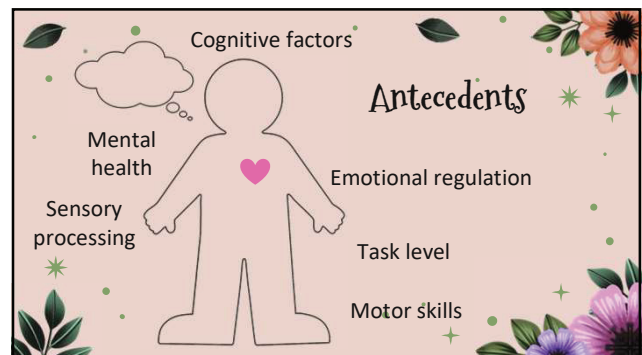 Cognitive factors
Antecedents
Mental
health
Emotional regulation
Sensory
processing
Task level
Motor skills